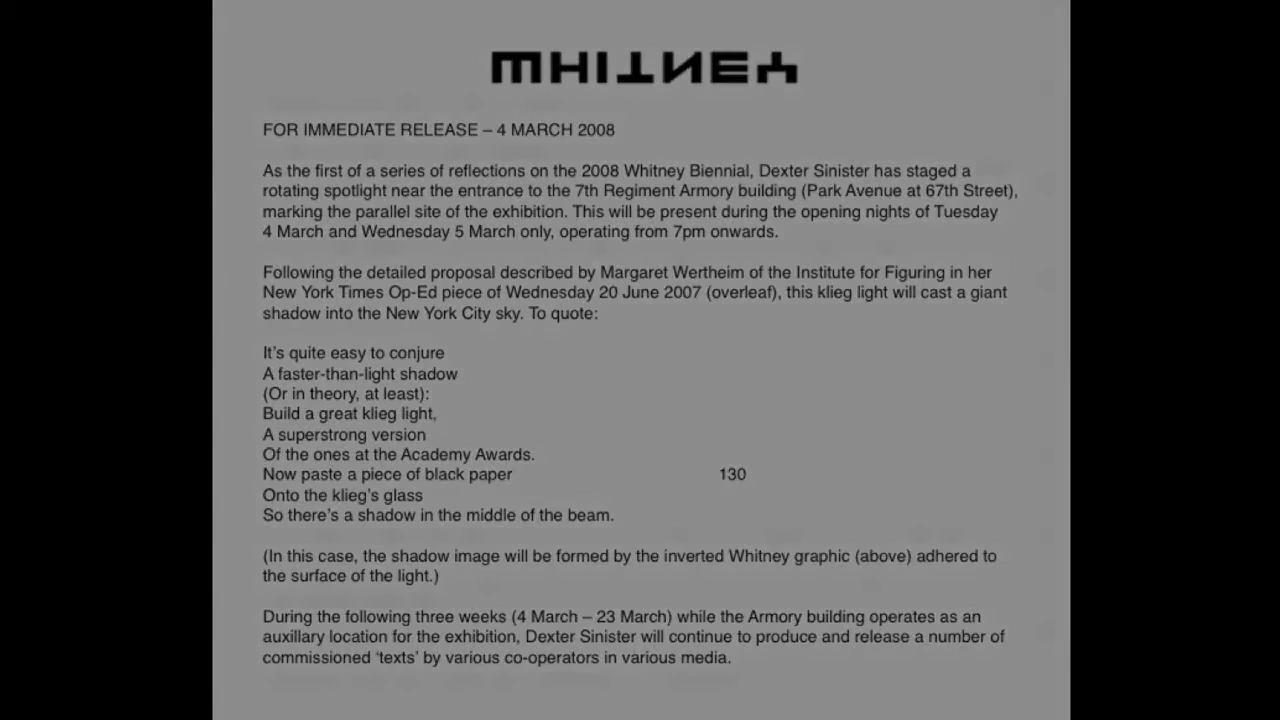 WHITNEY
FOR IMMEDIATE RELEASE – 4 MARCH 2008
As the first of a series of reflections on the 2008 Whitney Biennial, Dexter Sinister has staged a
rotating spotlight near the entrance to the 7th Regiment Armory building (Park Avenue at 67th Street),
marking the parallel site of the exhibition. This will be present during the opening nights of Tuesday
4 March and Wednesday 5 March only, operating from 7pm onwards.
Following the detailed proposal described by Margaret Wertheim of the Institute for Figuring in her
New York Times Op-Ed piece of Wednesday 20 June 2007 (overleaf), this klieg light will cast a giant
shadow into the New York City sky. To quote:
It's quite easy to conjure
A faster-than-light shadow
(Or in theory, at least):
Build a great klieg light,
A superstrong version
Of the ones at the Academy Awards.
Now paste a piece of black paper 130
Onto the klieg's glass
So there's a shadow in the middle of the beam.
(In this case, the shadow image will be formed by the inverted Whitney graphic (above) adhered to
the surface of the light.)
During the following three weeks (4 March – 23 March) while the Armory building operates as an
auxillary location for the exhibition, Dexter Sinister will continue to produce and release a number of
commissioned 'texts' by various co-operators in various media.